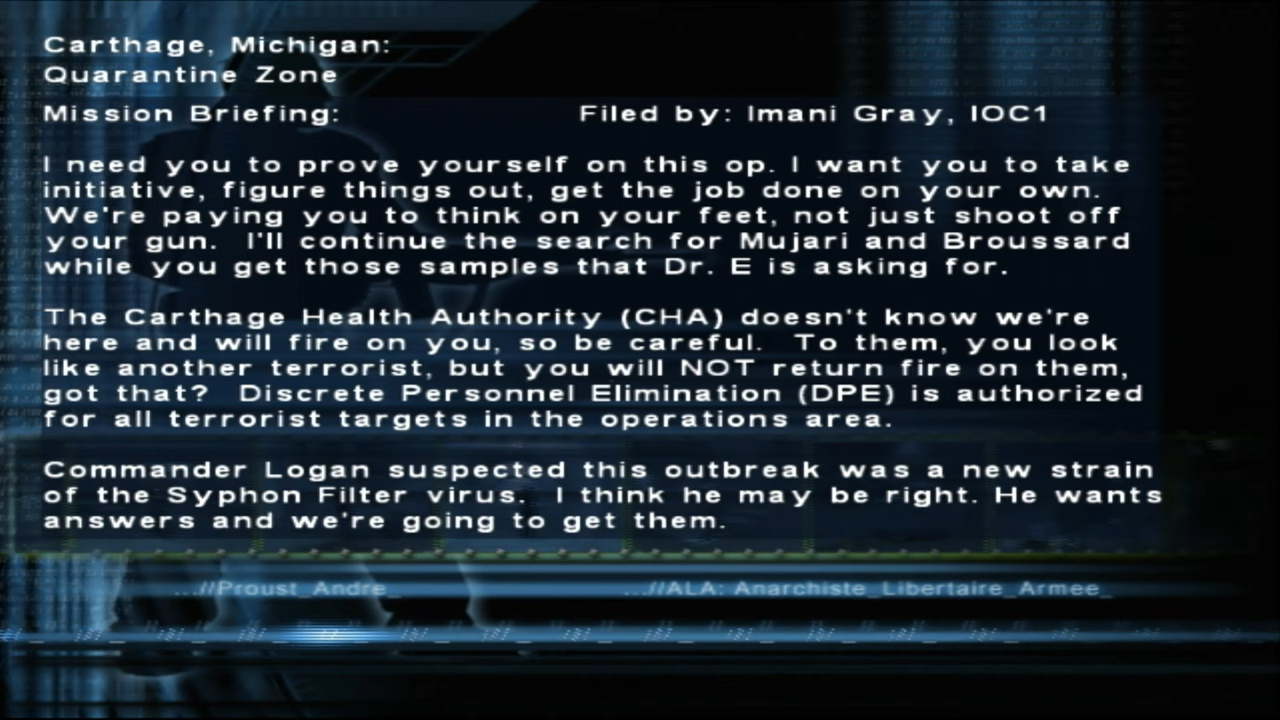 Carthage, Michigan:
Quarantine Zone
Mission Briefing: Filed by: Imani Gray, IOC1
I need you to prove yourself on this op. I want you to take
initiative, figure things out, get the job done on your own.
We're paying you to think on your feet, not just shoot off
your gun.  I'll continue the search for Mujari and Broussard
while you get those samples that Dr. E is asking for.
The Carthage Health Authority (CHA) doesn't know we're
here and will fire on you, so be careful.  To them, you look
like another terrorist, but you will NOT return fire on them,
got that?  Discrete Personnel Elimination (DPE) is authorized
for all terrorist targets in the operations area.
Commander Logan suspected this outbreak was a new strain
of the Syphon Filter virus.  I think he may be right. He wants
answers and we're going to get them.
...//Proust_Andre_ ...//ALA: Anarchiste_Libertaire_Armee_